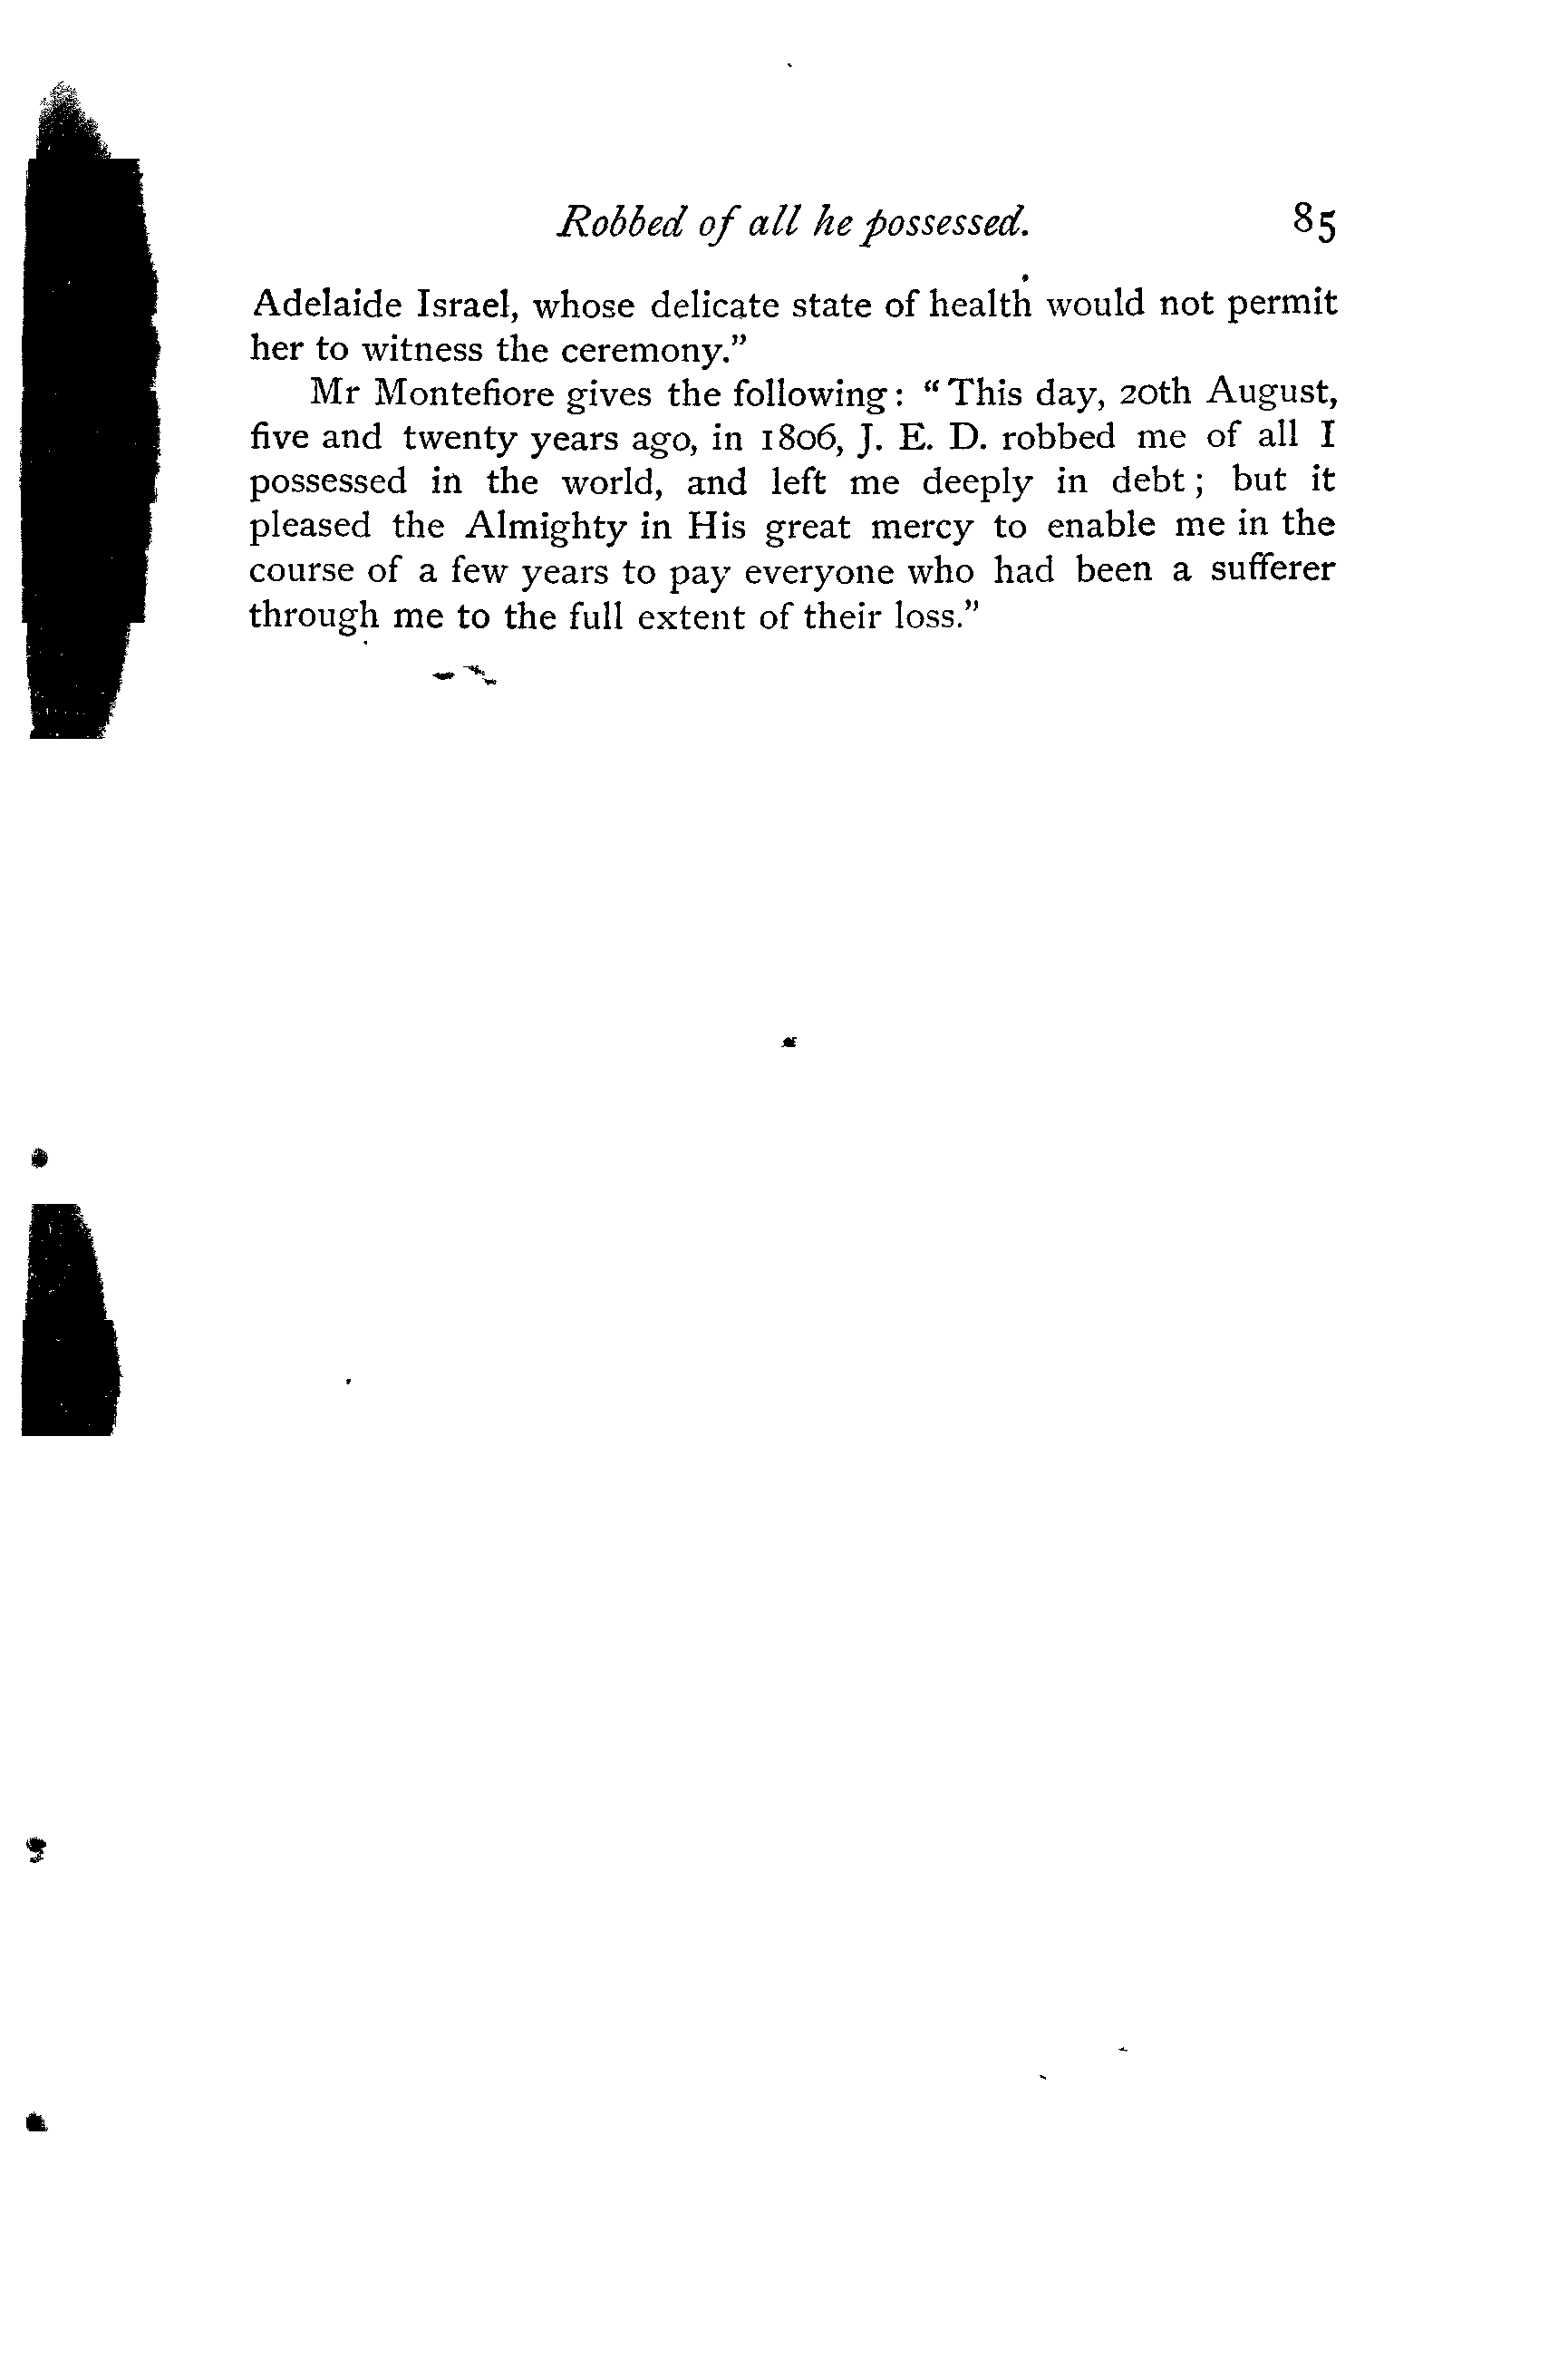 Robbed of all he possessed. 85
Adelaide Israel, whose delicate state of health would not permit
her to witness the ceremony.”
Mr Montefiore gives the following: “This day, 20th August,
five and twenty years ago, in 1806, J. E. D. robbed me of all I
possessed in the world, and left me deeply in debt; but it
pleased the Almighty in His great mercy to enable me in the
course of a few years to pay everyone who had been a sufferer
through me to the full extent of their loss.”